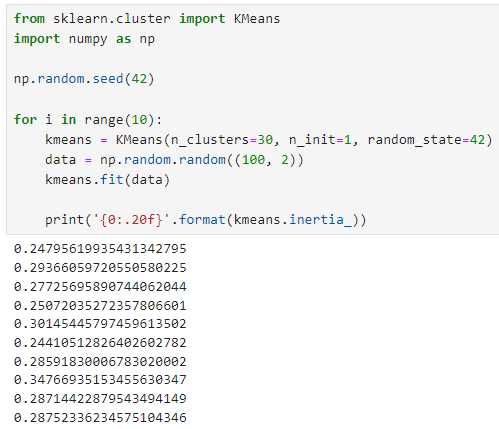 from sklearn.cluster import KMeans
import numpy as np
np.random.seed(42)
for i in range(10):
kmeans = KMeans(n_clusters=30, n_init=1, random_state=42)
data = np.random.random((100, 2))
kmeans.fit(data)
print('{0:.20f}'.format(kmeans.inertia_))
0.24795619935431342795
0.29366059720550580225
0.27725695890744062044
0.25072035272357806601
0.30145445797459613502
0.24410512826402602782
0.28591830006783020002
0.34766935153455630347
0.28714422879543494149
0.28752336234575104346